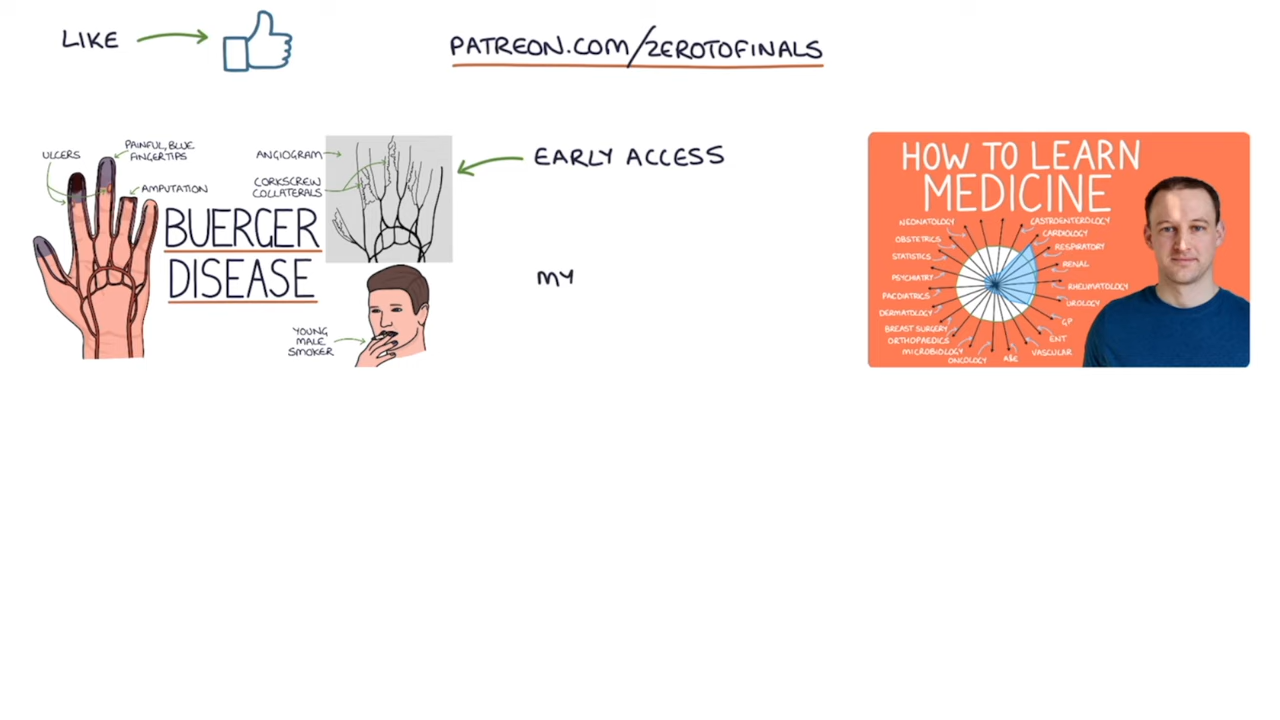 LIKE
PATREON.COM/ZEROTOFINALS
ULCERS
PAINFUL, BLUE
FINGERTIPS
AMPUTATION
BUERGER
DISEASE
ANGIOGRAM
CORKSCREW
COLLATERALS
YOUNG
MALE
SMOKER
EARLY ACCESS
MY
HOW TO LEARN
MEDICINE
NEONATOLOGY
OBSTETRICS
STATISTICS
PSYCHIATRY
PAEDIATRICS
DERMATOLOGY
BREAST SURGERY
ORTHOPAEDICS
MICROBIOLOGY
ONCOLOGY
A&E
VASCULAR
ENT
GP
UROLOGY
RHEUMATOLOGY
RENAL
RESPIRATORY
CARDIOLOGY
GASTROENTEROLOGY